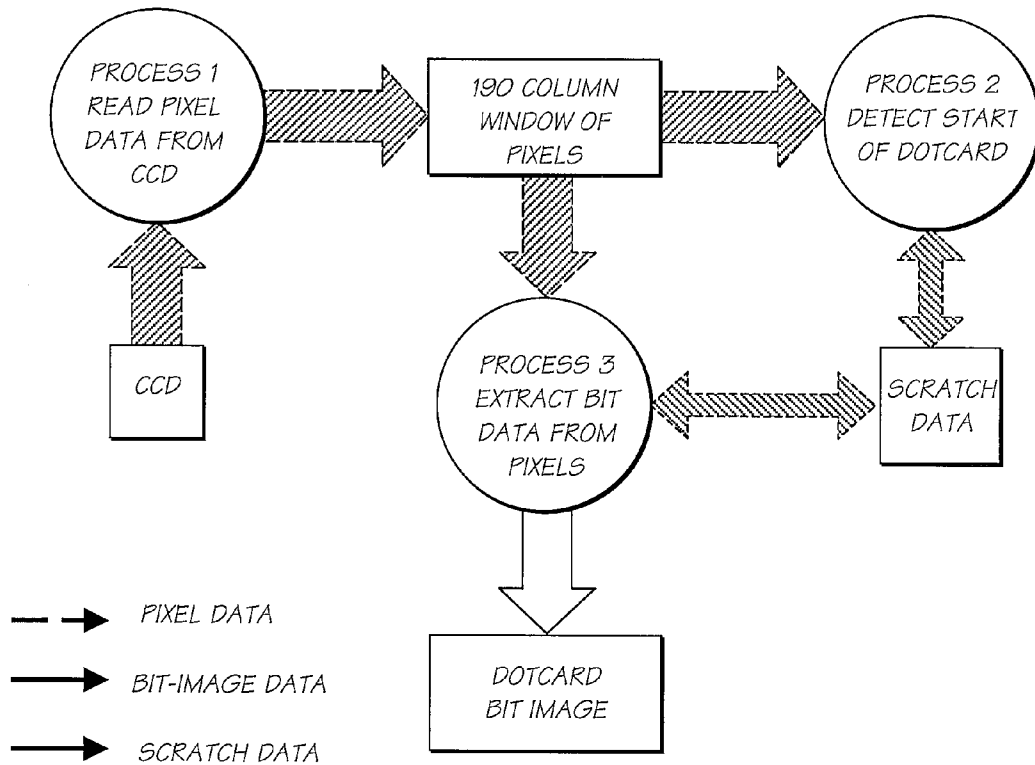 PROCESS 1
READ PIXEL
DATA FROM
CCD
190 COLUMN
WINDOW OF
PIXELS
PROCESS 2
DETECT START
OF DOTCARD
CCD
PROCESS 3
EXTRACT BIT
DATA FROM
PIXELS
SCRATCH
DATA
PIXEL DATA
BIT-IMAGE DATA
SCRATCH DATA
DOTCARD
BIT IMAGE